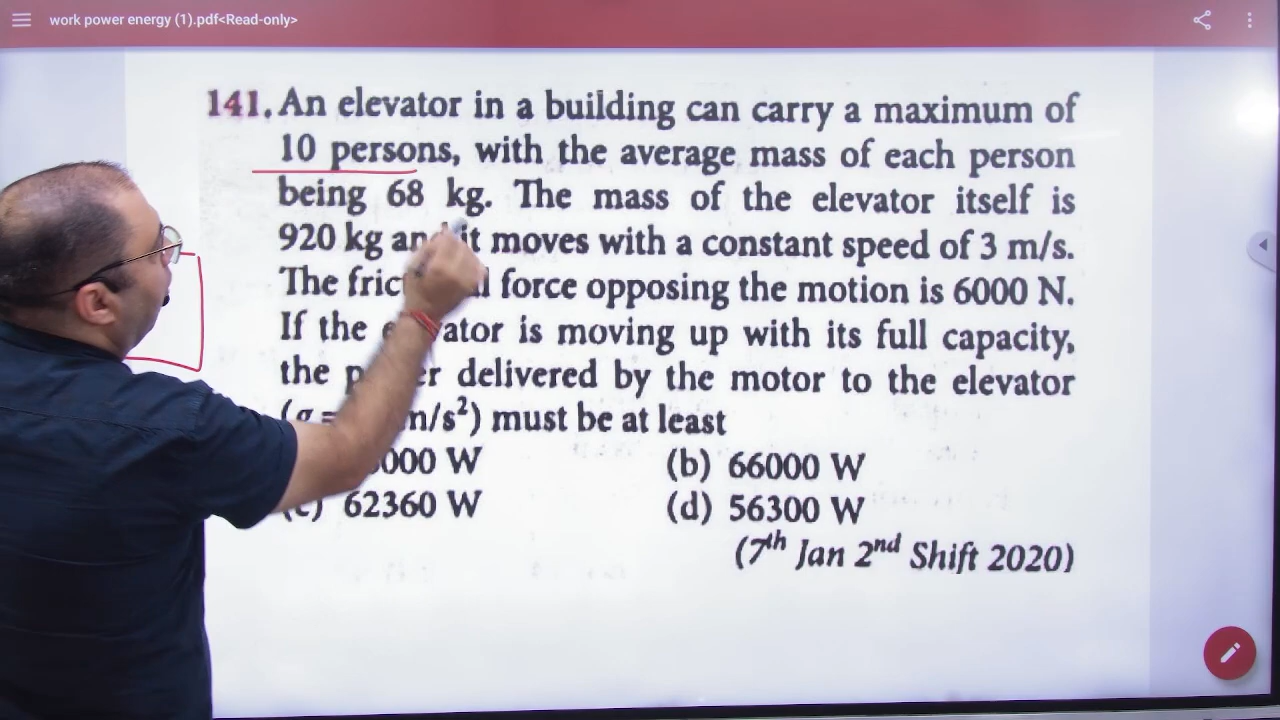 work power energy (1).pdf<Read-only>
141. An elevator in a building can carry a maximum of
10 persons, with the average mass of each person
being 68 kg. The mass of the elevator itself is
920 kg and it moves with a constant speed of 3 m/s.
The force opposing the motion is 6000 N.
If the is moving up with its full capacity,
the delivered by the motor to the elevator
m/s²) must be at least
000 W (b) 66000 W
(c) 62360 W (d) 56300 W
(7th Jan 2nd Shift 2020)